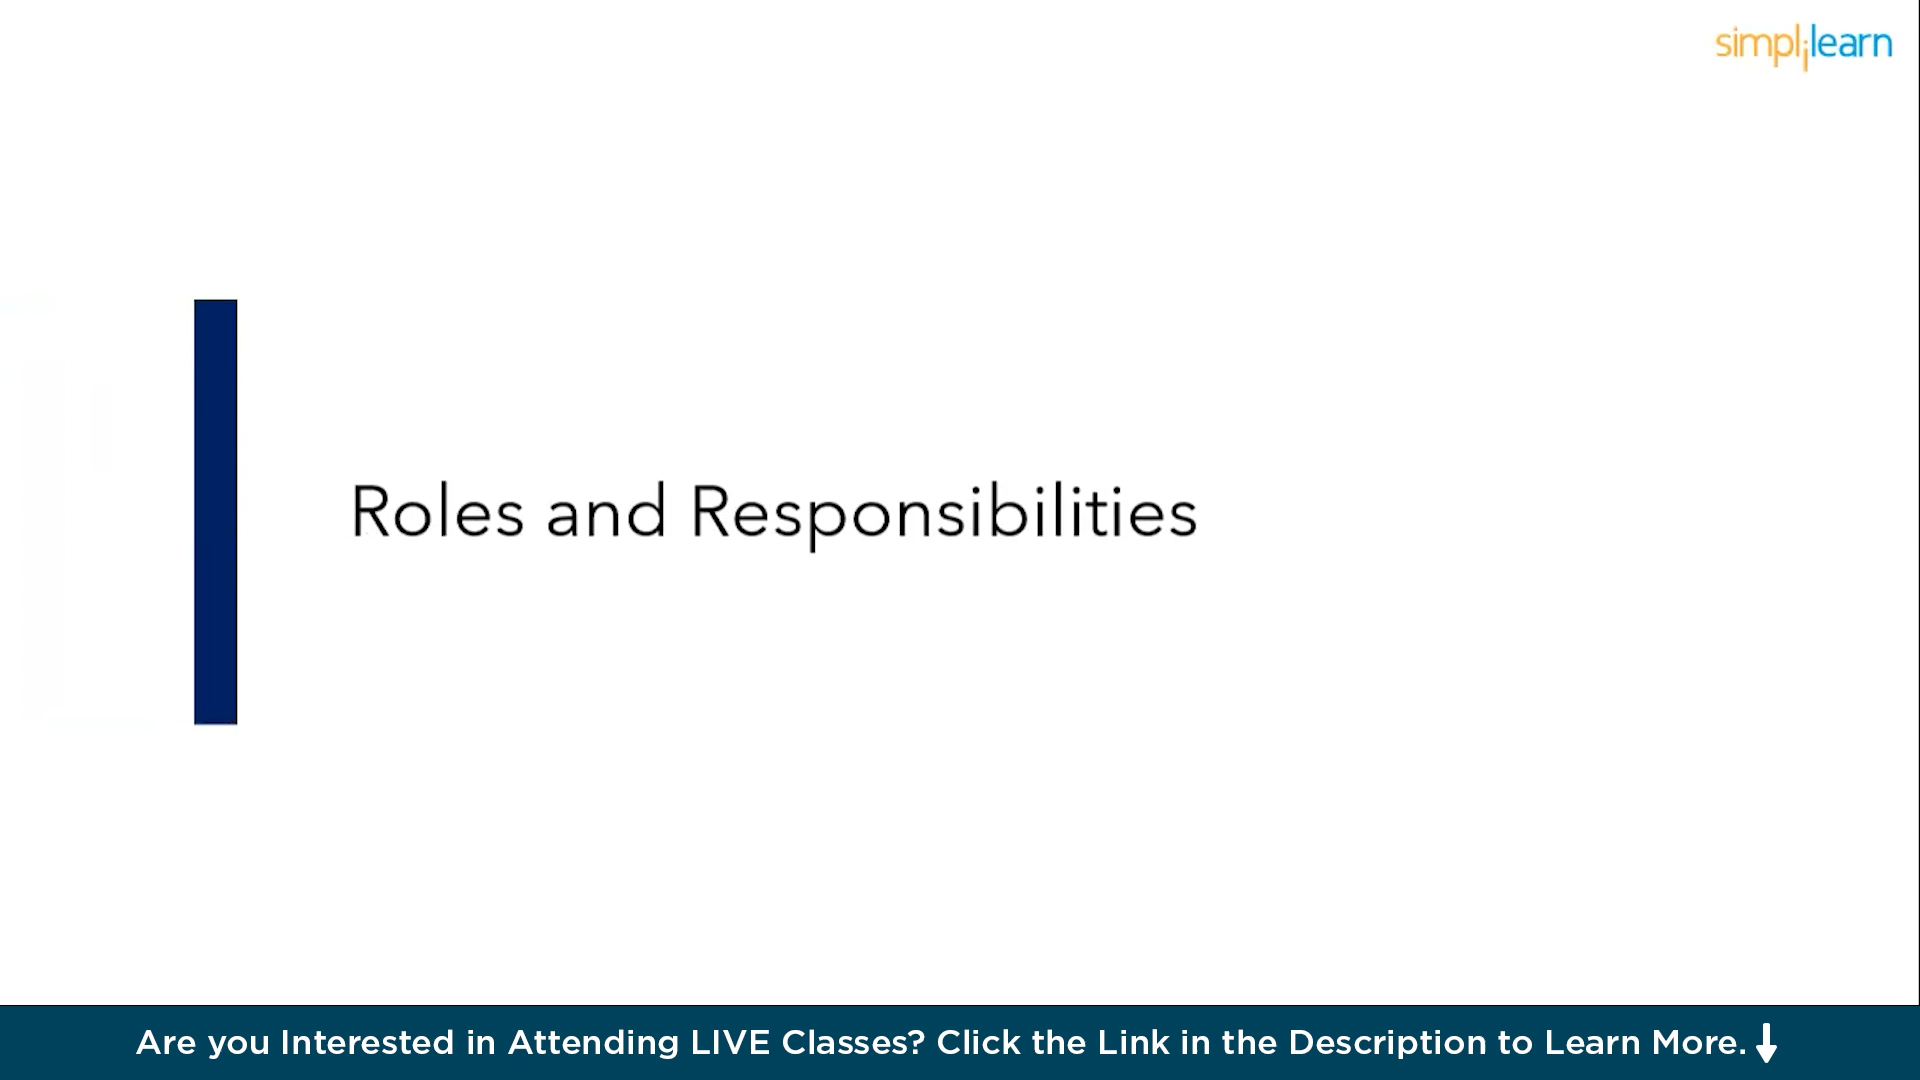 simplilearn
Roles and Responsibilities
Are you Interested in Attending LIVE Classes? Click the Link in the Description to Learn More.